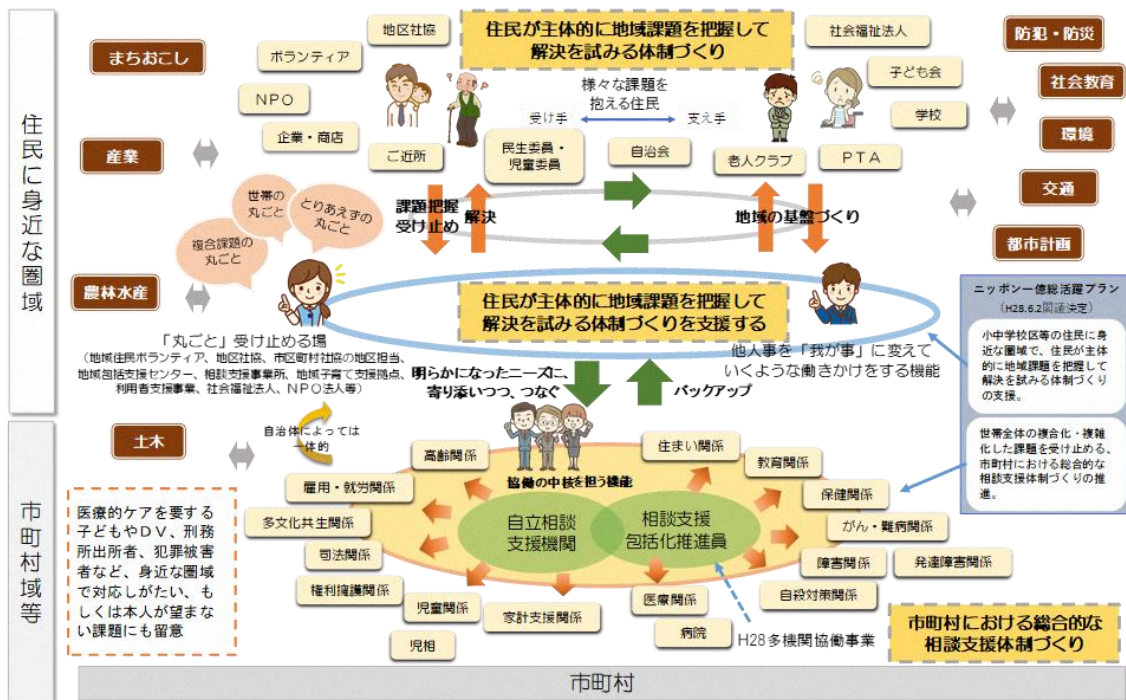 住民に身近な圏域
市町村域等
まちおこし
産業
農林水産
土木
地区社協
ボランティア
NPO
企業・商店
ご近所
住民が主体的に地域課題を把握して
解決を試みる体制づくり
様々な課題を
抱える住民
受け手
支え手
民生委員・
児童委員
自治会
老人クラブ
社会福祉法人
子ども会
学校
PTA
防犯・防災
社会教育
環境
交通
都市計画
世帯の
丸ごと
とりあえずの
丸ごと
複合課題の
丸ごと
課題把握
受け止め
解決
地域の基盤づくり
住民が主体的に地域課題を把握して
解決を試みる体制づくりを支援する
「丸ごと」受け止める場
(地域住民ボランティア、地区社協、市区町村社協の地区担当、
地域包括支援センター、相談支援事業所、地域子育て支援拠点、
利用者支援事業、社会福祉法人、NPO法人等)
他人事を「我が事」に変えて
いくような働きかけをする機能
ニッポン一億総活躍プラン
(H28.6.2閣議決定)
小中学校区等の住民に身
近な圏域で、住民が主体
的に地域課題を把握して
解決を試みる体制づくり
の支援。
世帯全体の複合化・複雑
化した課題を受け止める、
市町村における総合的な
相談支援体制づくりの推
進。
明らかになったニーズに、
寄り添いつつ、つなぐ
バックアップ
自治体によっては
一体的
協働の中核を担う機能
自立相談
支援機関
相談支援
包括化推進員
高齢関係
雇用・就労関係
多文化共生関係
司法関係
権利擁護関係
児童関係
児相
家計支援関係
医療関係
病院
住まい関係
教育関係
保健関係
がん・難病関係
障害関係
発達障害関係
自殺対策関係
H28多機関協働事業
医療的ケアを要する
子どもやDV、刑務
所出所者、犯罪被害
者など、身近な圏域
で対応しがたい、も
しくは本人が望まな
い課題にも留意
市町村における総合的な
相談支援体制づくり
市町村